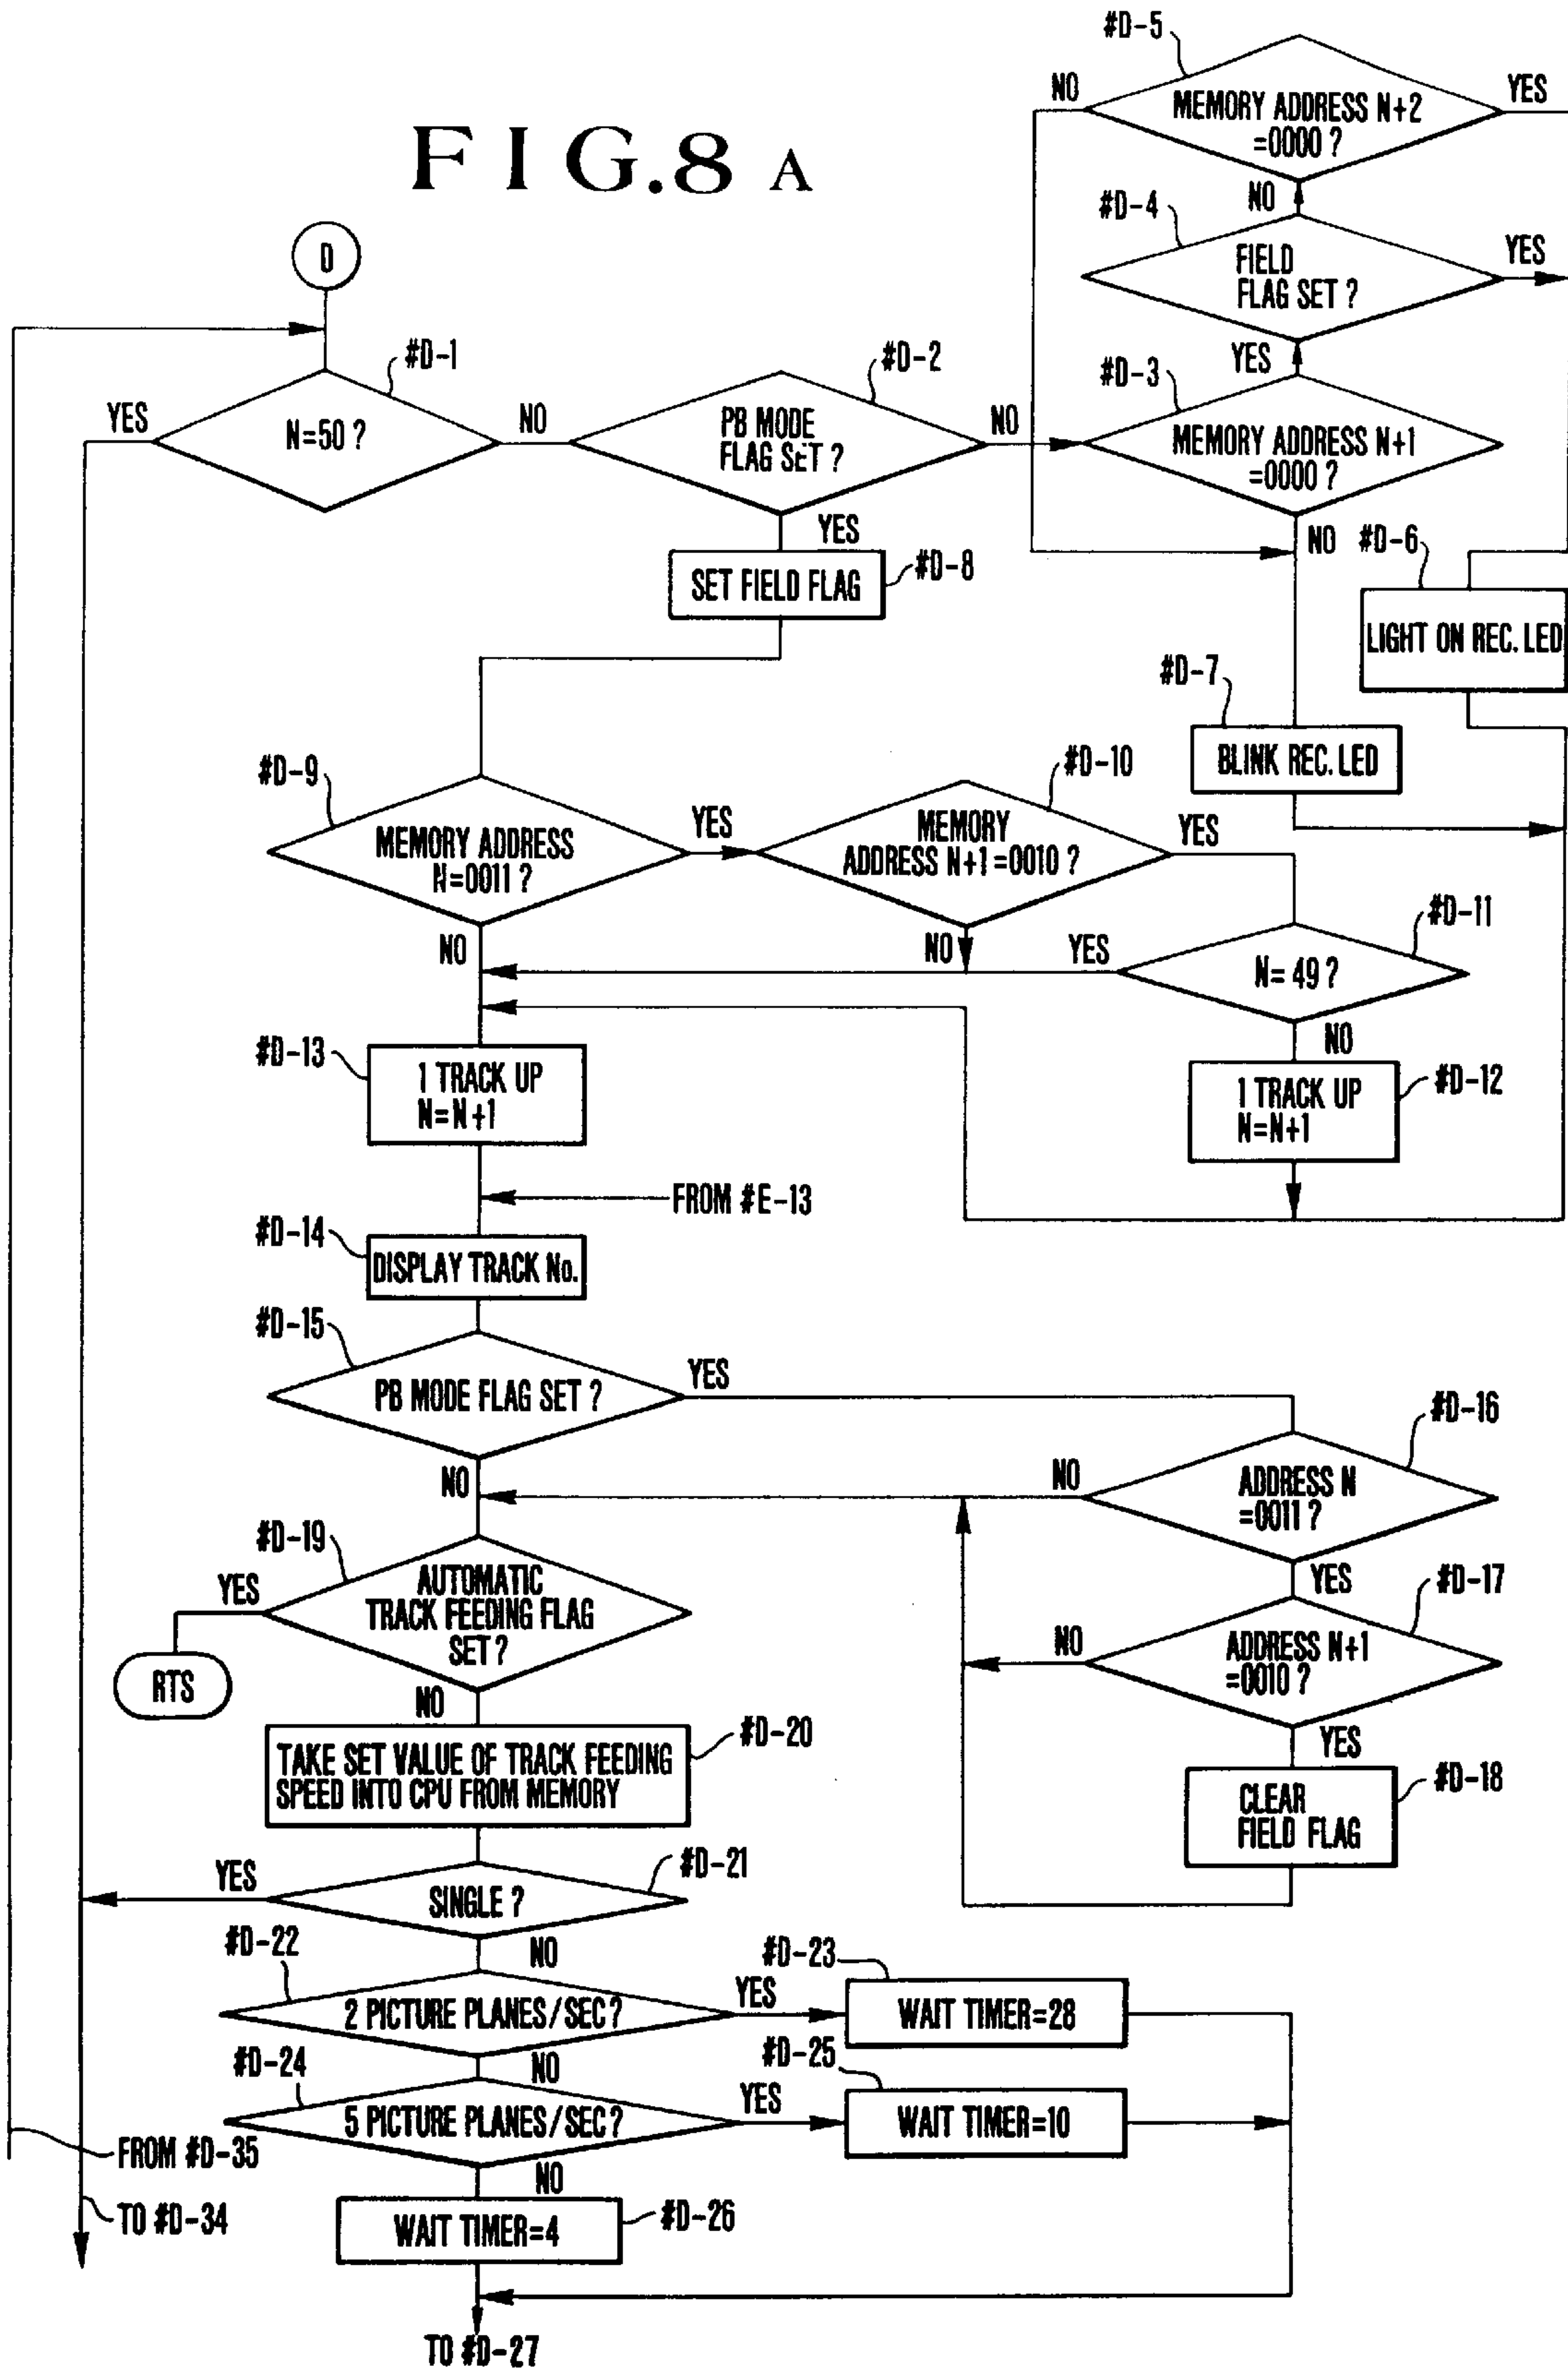 FIG.8 A
D
#D-1
N=50 ?
YES
NO
#D-2
PB MODE
FLAG SET ?
NO
YES
#D-3
MEMORY ADDRESS N+1
=0000 ?
YES
NO
#D-4
FIELD
FLAG SET ?
YES
NO
#D-5
MEMORY ADDRESS N+2
=0000 ?
NO
YES
#D-6
LIGHT ON REC. LED
#D-7
BLINK REC. LED
#D-8
SET FIELD FLAG
#D-9
MEMORY ADDRESS
N=0011 ?
YES
NO
#D-10
MEMORY
ADDRESS N+1=0010 ?
YES
NO
#D-11
N=49 ?
YES
NO
#D-12
1 TRACK UP
N=N+1
#D-13
1 TRACK UP
N=N+1
FROM #E-13
#D-14
DISPLAY TRACK No.
#D-15
PB MODE FLAG SET ?
YES
NO
#D-16
ADDRESS N
=0011 ?
NO
YES
#D-17
ADDRESS N+1
=0010 ?
NO
YES
#D-18
CLEAR
FIELD FLAG
#D-19
AUTOMATIC
TRACK FEEDING FLAG
SET ?
YES
RTS
NO
#D-20
TAKE SET VALUE OF TRACK FEEDING
SPEED INTO CPU FROM MEMORY
#D-21
SINGLE ?
YES
NO
#D-22
2 PICTURE PLANES/SEC ?
YES
NO
#D-23
WAIT TIMER=28
#D-24
5 PICTURE PLANES/SEC ?
YES
NO
#D-25
WAIT TIMER=10
#D-26
WAIT TIMER=4
FROM #D-35
TO #D-34
TO #D-27